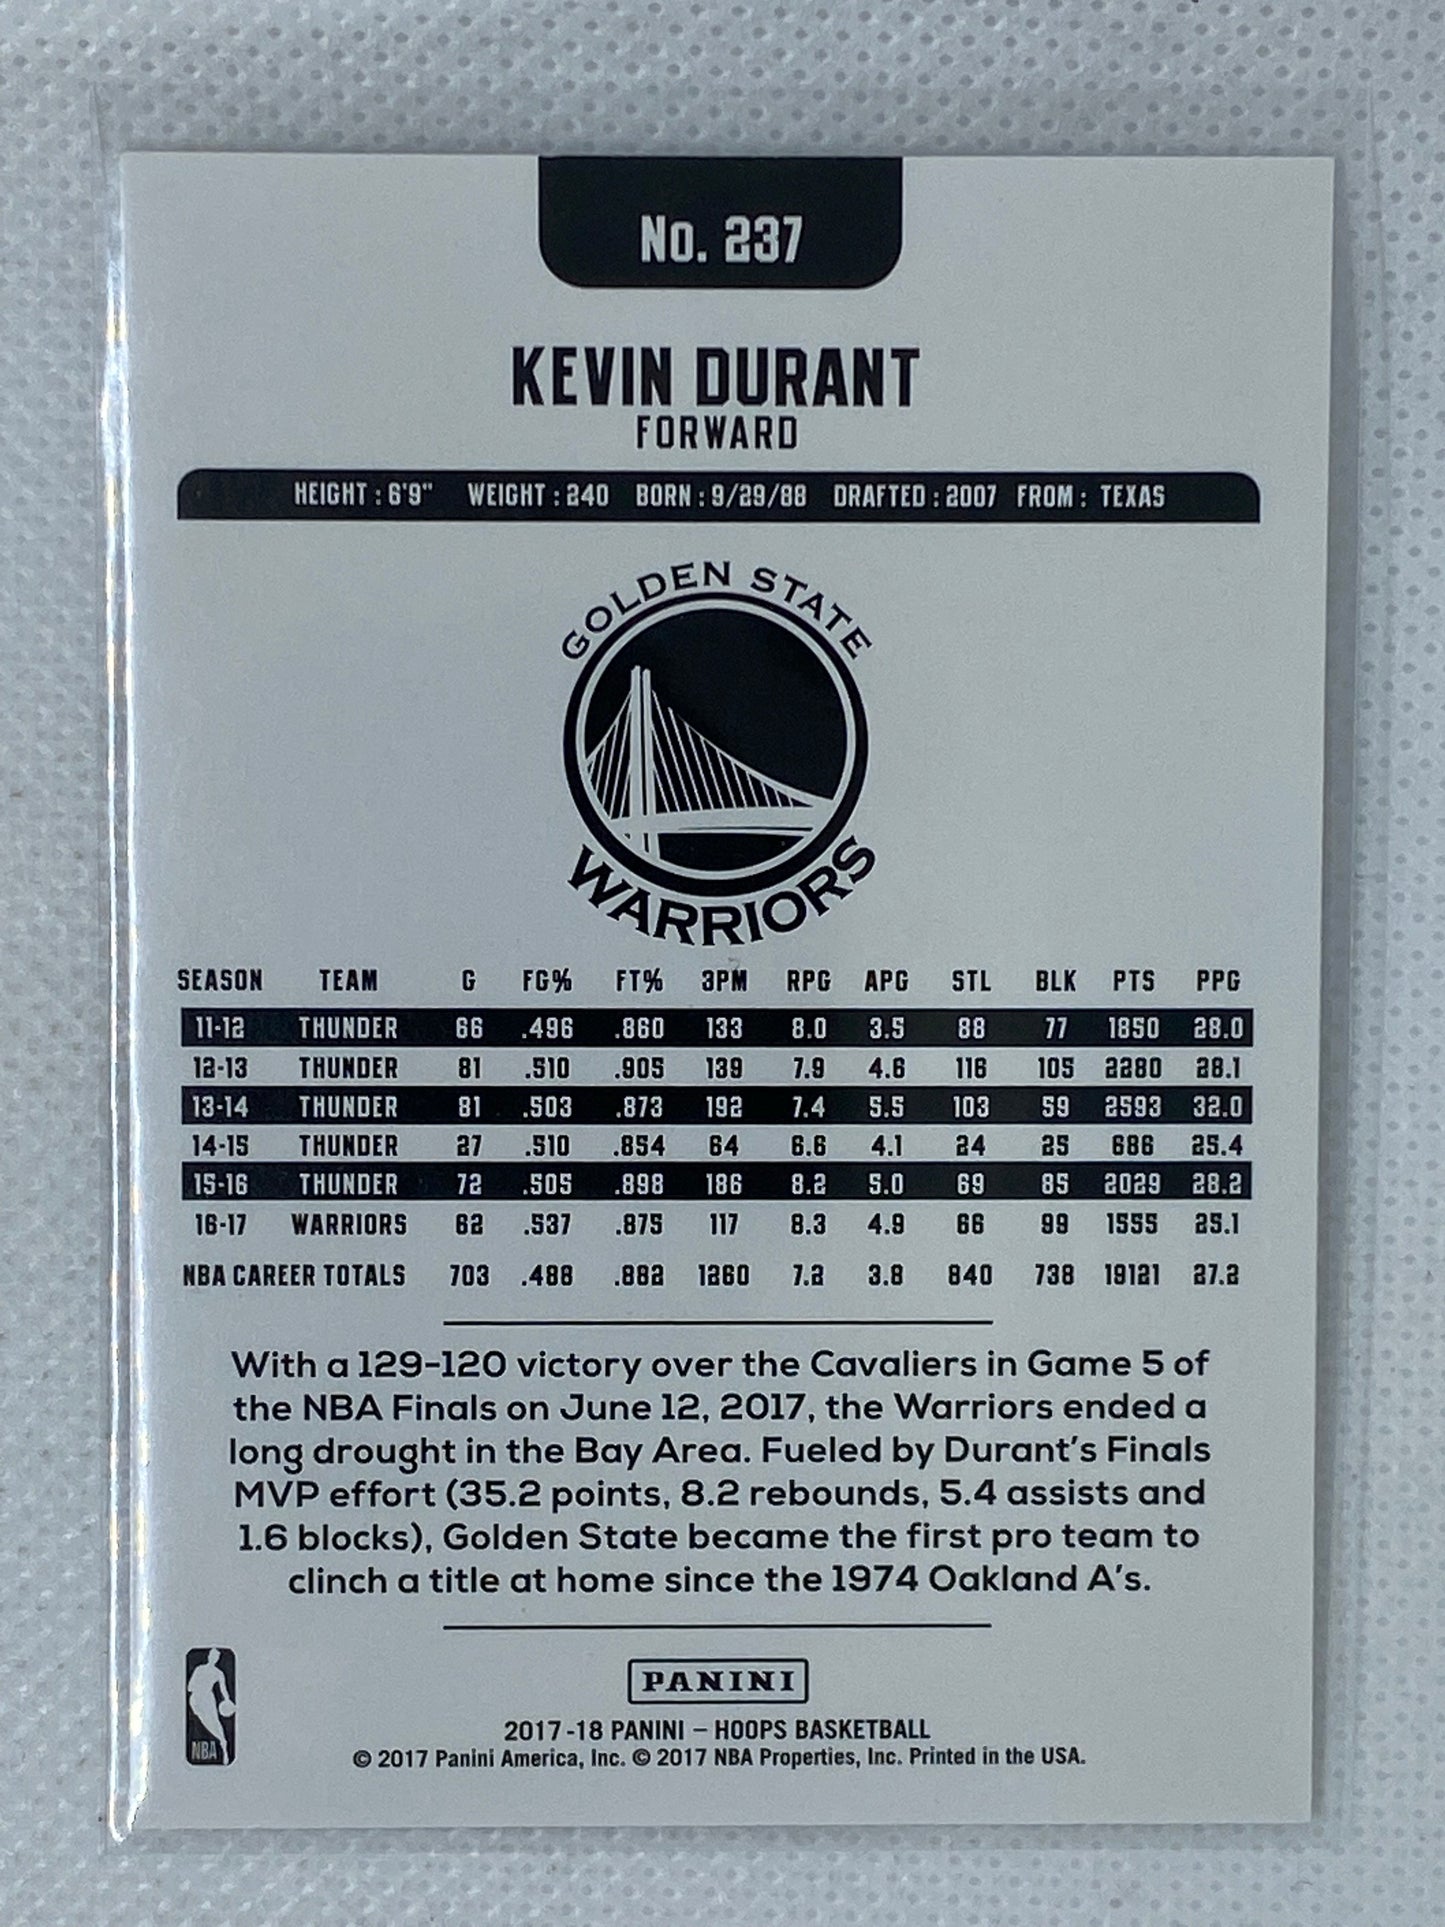 No. 237
KEVIN DURANT
FORWARD
HEIGHT : 6'9" WEIGHT : 240 BORN : 9/29/88 DRAFTED : 2007 FROM : TEXAS
GOLDEN STATE
WARRIORS
SEASON TEAM G FG% FT% 3PM RPG APG STL BLK PTS PPG
11-12 THUNDER 66 .496 .860 133 8.0 3.5 88 77 1850 28.0
12-13 THUNDER 81 .510 .905 139 7.9 4.6 116 105 2280 28.1
13-14 THUNDER 81 .503 .873 192 7.4 5.5 103 59 2593 32.0
14-15 THUNDER 27 .510 .854 64 6.6 4.1 24 25 686 25.4
15-16 THUNDER 72 .505 .898 186 8.2 5.0 69 85 2029 28.2
16-17 WARRIORS 62 .537 .875 117 8.3 4.9 66 99 1555 25.1
NBA CAREER TOTALS 703 .488 .882 1260 7.2 3.8 840 738 19121 27.2
With a 129-120 victory over the Cavaliers in Game 5 of
the NBA Finals on June 12, 2017, the Warriors ended a
long drought in the Bay Area. Fueled by Durant's Finals
MVP effort (35.2 points, 8.2 rebounds, 5.4 assists and
1.6 blocks), Golden State became the first pro team to
clinch a title at home since the 1974 Oakland A's.
NBA
PANINI
2017-18 PANINI – HOOPS BASKETBALL
© 2017 Panini America, Inc. © 2017 NBA Properties, Inc. Printed in the USA.